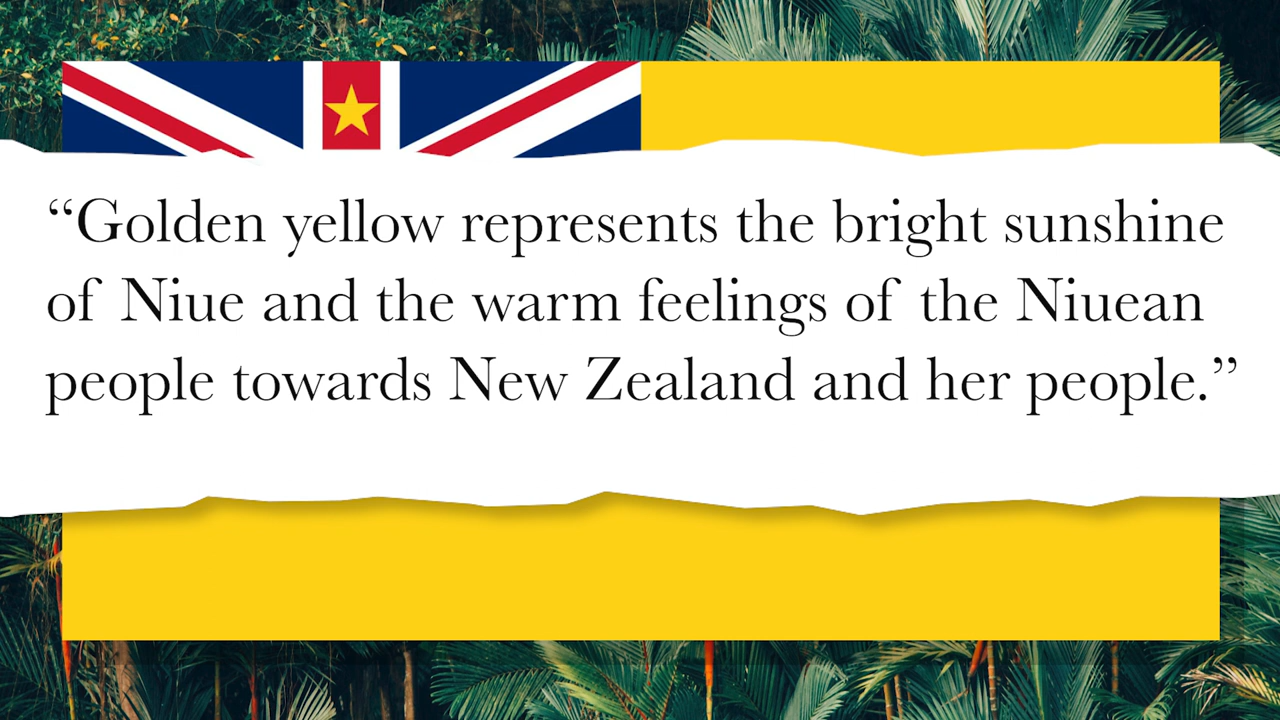 “Golden yellow represents the bright sunshine
of Niue and the warm feelings of the Niuean
people towards New Zealand and her people.”